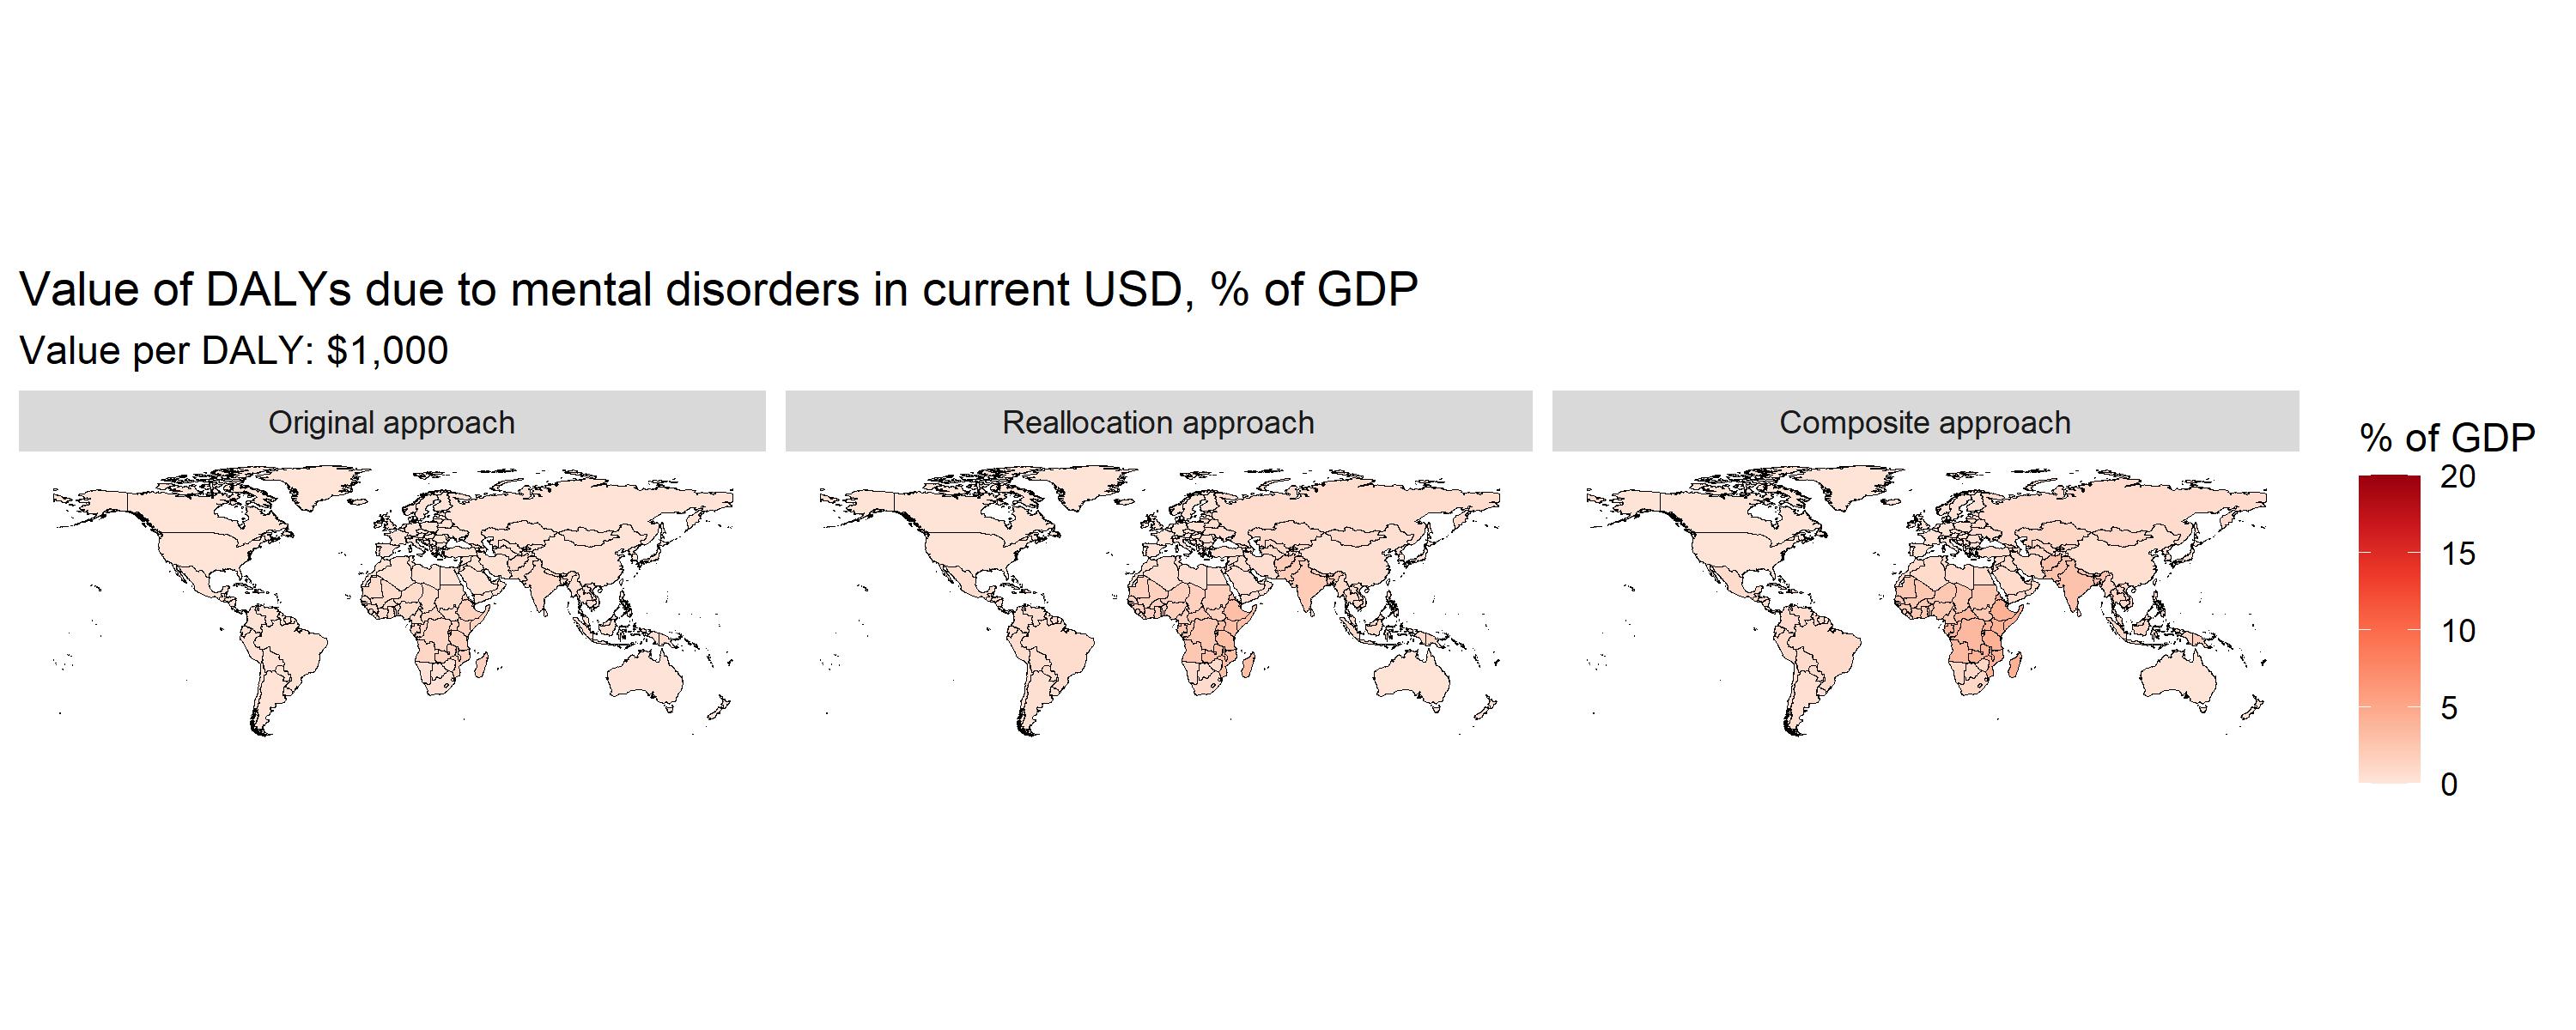 Value of DALYs due to mental disorders in current USD, % of GDP
Value per DALY: $1,000
Original approach
Reallocation approach
Composite approach
% of GDP
20
15
10
5
0